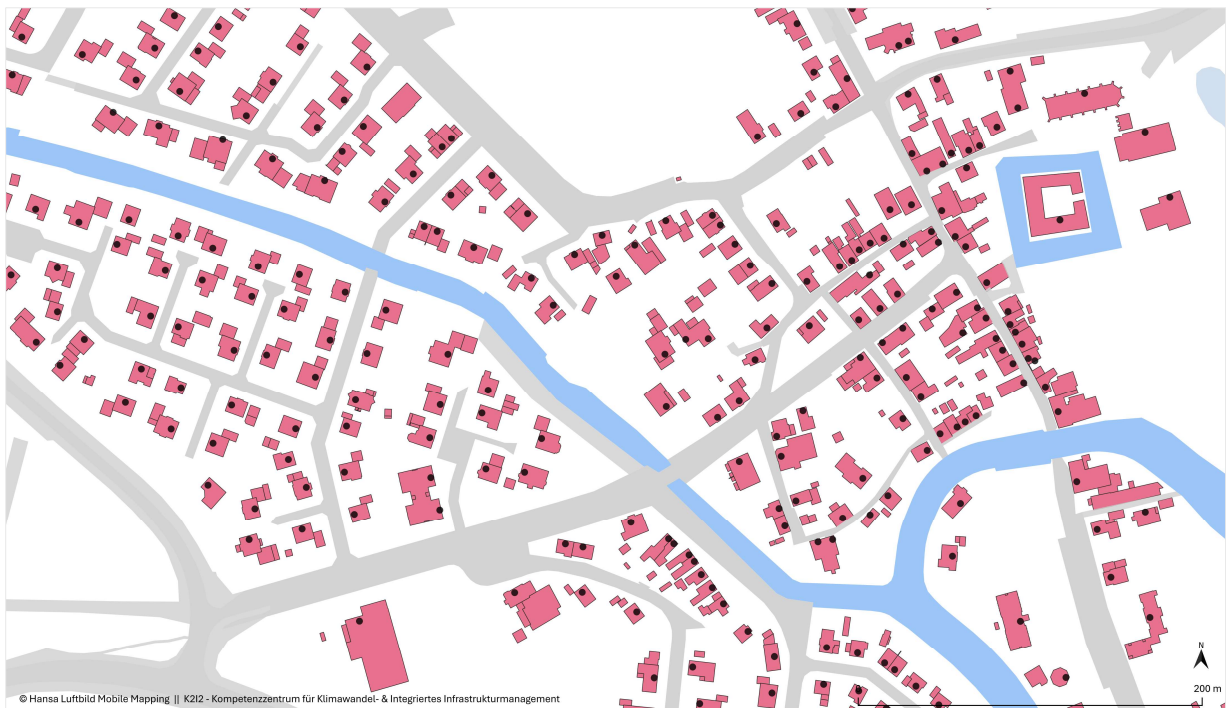 N
200 m
© Hansa Luftbild Mobile Mapping || K2I2 - Kompetenzzentrum für Klimawandel- & Integriertes Infrastrukturmanagement